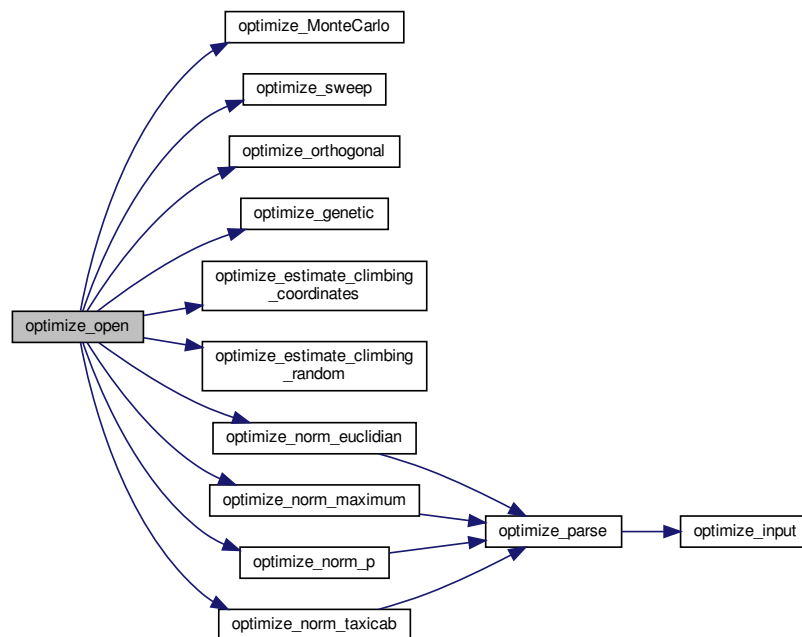 optimize_MonteCarlo
optimize_sweep
optimize_orthogonal
optimize_genetic
optimize_estimate_climbing
_coordinates
optimize_open
optimize_estimate_climbing
_random
optimize_norm_euclidian
optimize_norm_maximum
optimize_parse
optimize_input
optimize_norm_p
optimize_norm_taxicab